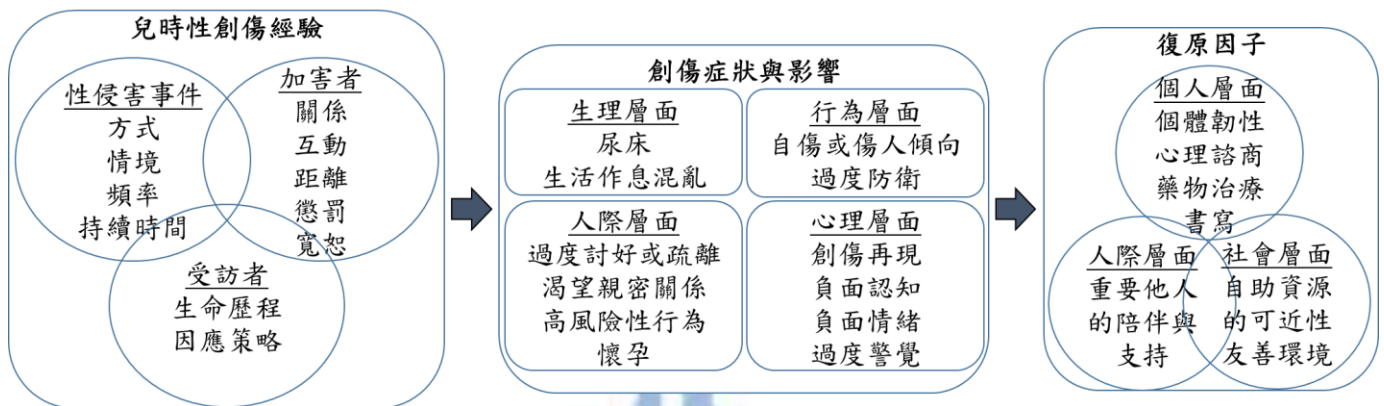 兒時性創傷經驗
性侵害事件
方式
情境
頻率
持續時間
加害者
關係
互動
距離
懲罰
寬恕
受訪者
生命歷程
因應策略
創傷症狀與影響
生理層面
尿床
生活作息混亂
行為層面
自傷或傷人傾向
過度防衛
人際層面
過度討好或疏離
渴望親密關係
高風險性行為
懷孕
心理層面
創傷再現
負面認知
負面情緒
過度警覺
復原因子
個人層面
個體韌性
心理諮商
藥物治療
書寫
人際層面
重要他人
的陪伴與
支持
社會層面
自助資源
的可近性
友善環境